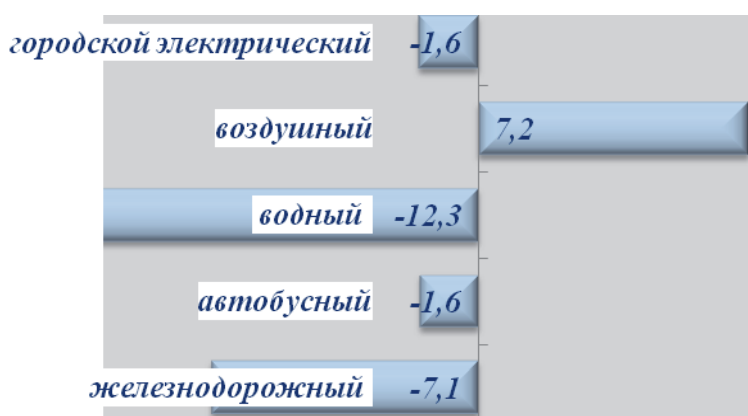 городской электрический -1,6
воздушный 7,2
водный -12,3
автобусный -1,6
железнодорожный -7,1